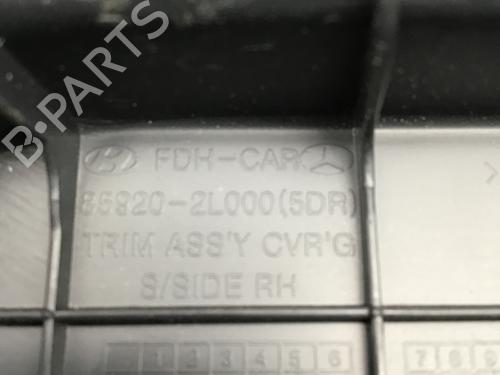 FDH-CAR
85920-2L000(5DR)
TRIM ASS'Y CVR'G
S/SIDE RH
1 2 3 4 5 6 7 8 9
B-PARTS